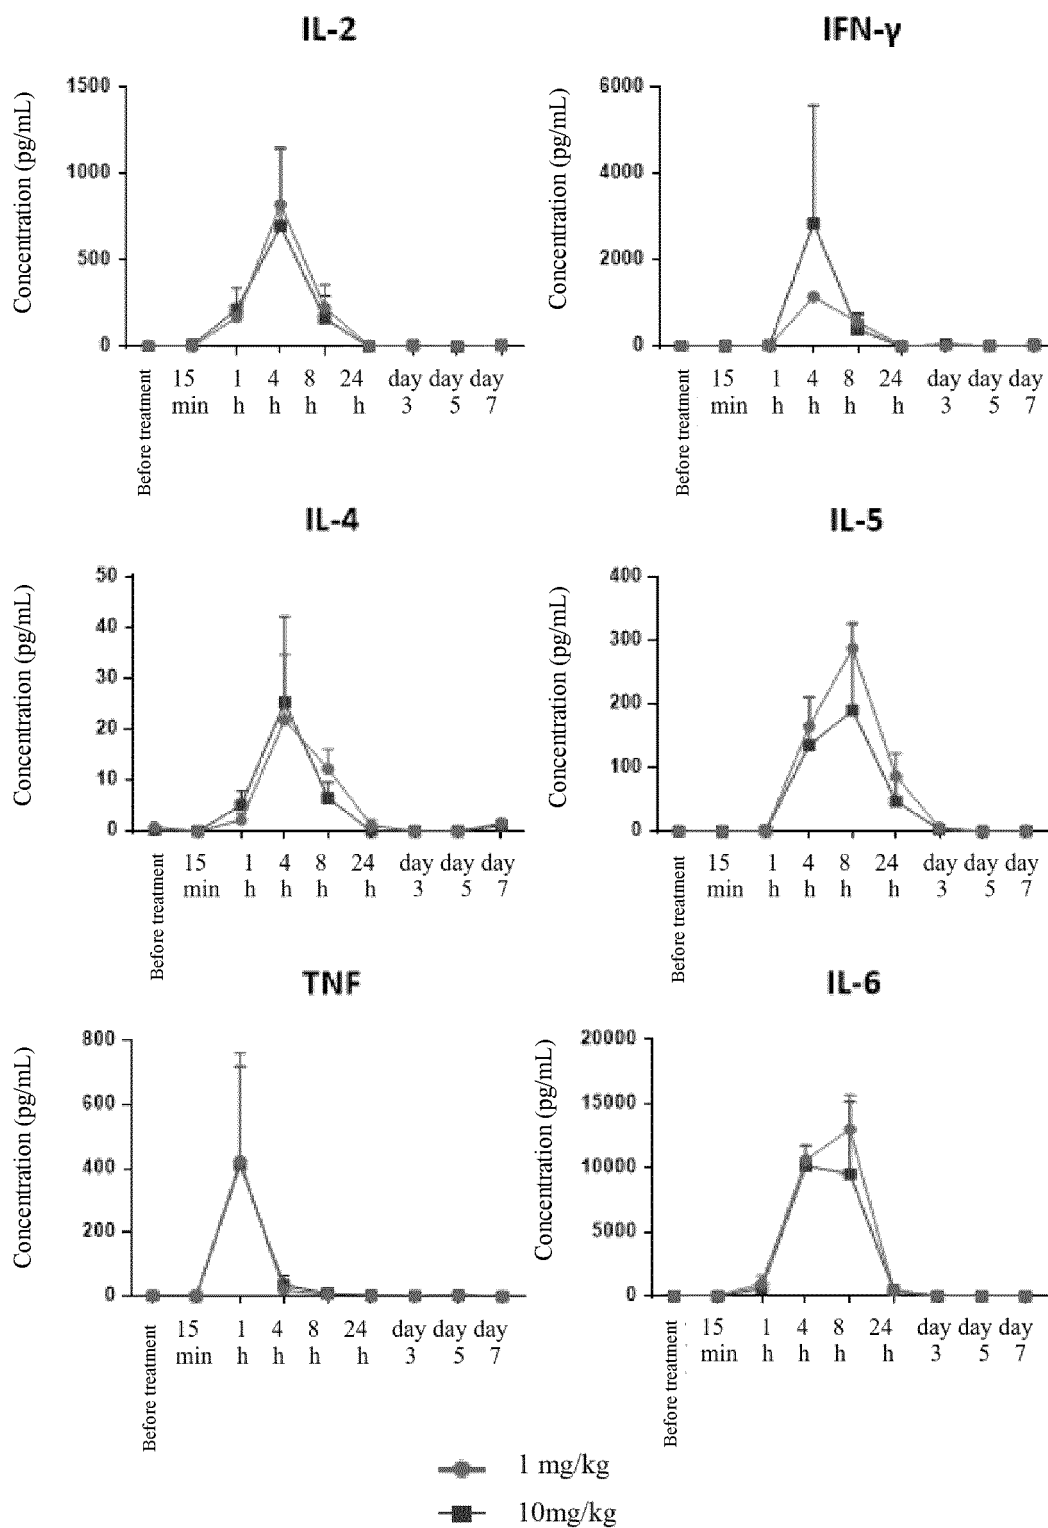 IL-2
Concentration (pg/mL)
1500
1000
500
0
Before treatment
15 1 4 8 24 day day day
min h h h h 3 5 7
IFN-γ
Concentration (pg/mL)
6000
4000
2000
0
Before treatment
15 1 4 8 24 day day day
min h h h h 3 5 7
IL-4
Concentration (pg/mL)
50
40
30
20
10
0
Before treatment
15 1 4 8 24 day day day
min h h h h 3 5 7
IL-5
Concentration (pg/mL)
400
300
200
100
0
Before treatment
15 1 4 8 24 day day day
min h h h h 3 5 7
TNF
Concentration (pg/mL)
800
600
400
200
0
Before treatment
15 1 4 8 24 day day day
min h h h h 3 5 7
IL-6
Concentration (pg/mL)
20000
15000
10000
5000
0
Before treatment
15 1 4 8 24 day day day
min h h h h 3 5 7
1 mg/kg
10mg/kg